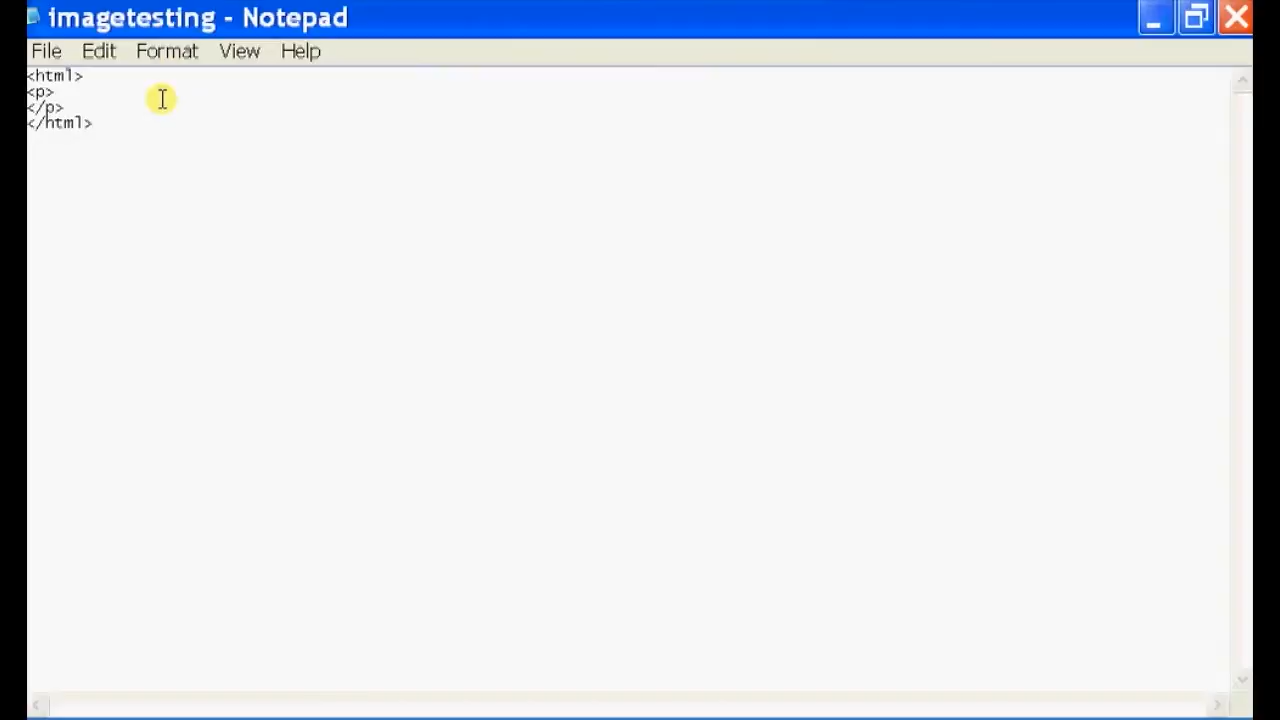 imagetesting - Notepad
File Edit Format View Help
<html>
<p>
</p>
</html>